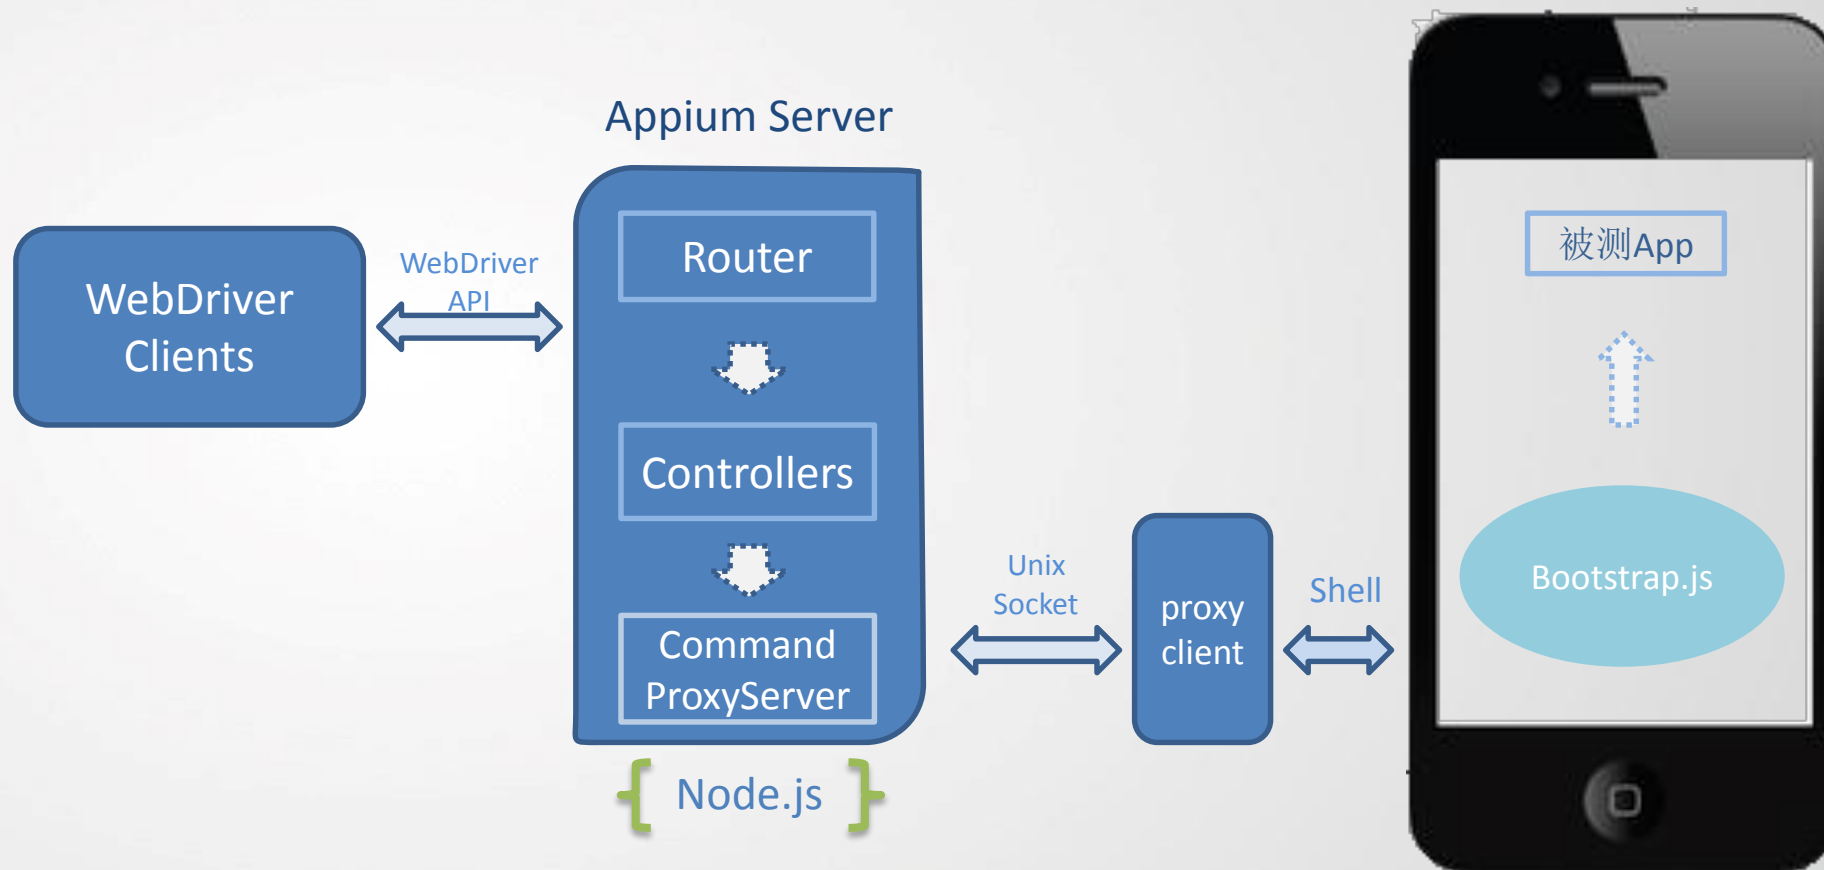 Appium Server
WebDriver
Clients
WebDriver
API
Router
Controllers
Command
ProxyServer
Node.js
Unix
Socket
proxy
client
Shell
被测App
Bootstrap.js